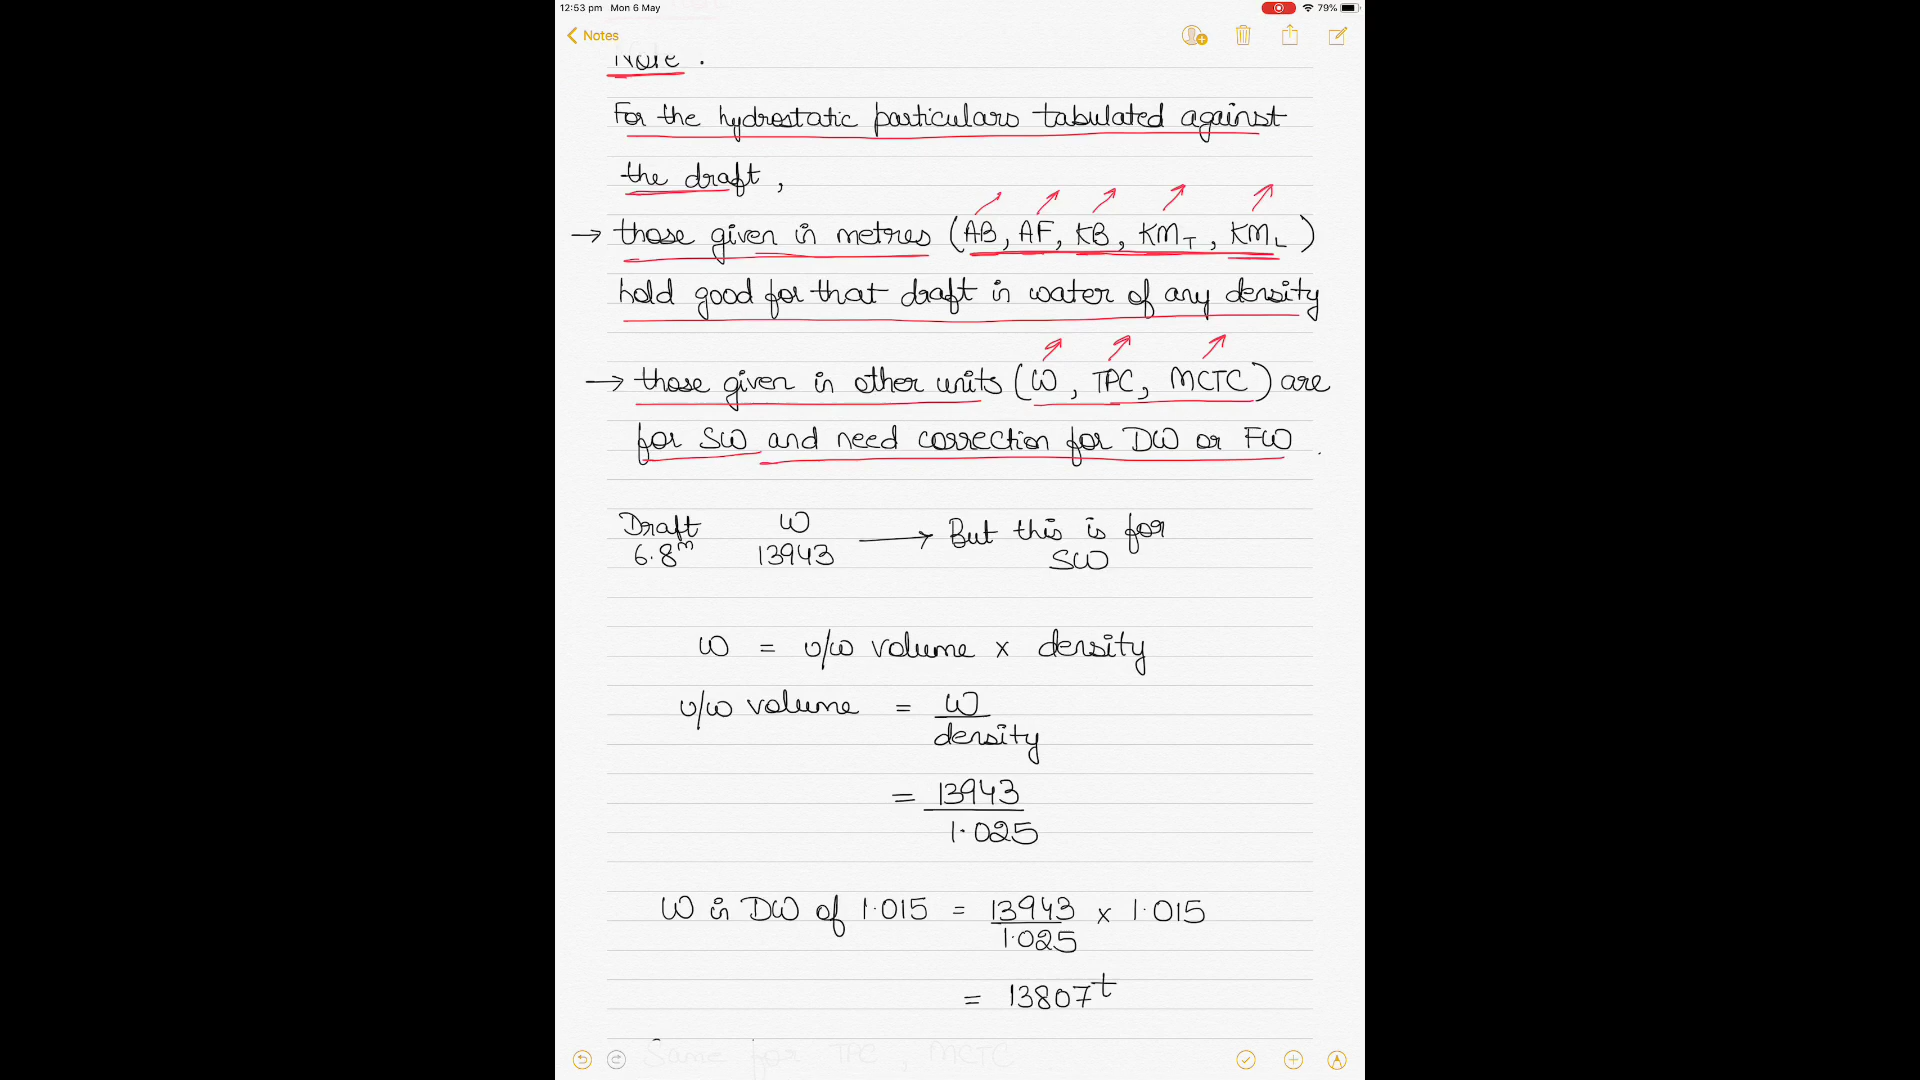 12:53 pm Mon 6 May 79%
Notes
Note .
For the hydrostatic particulars tabulated against
the draft ,
→ those given in metres (AB, AF, KB, KMT, KML)
hold good for that draft in water of any density
→ those given in other units (W, TPC, MCTC) are
for SW and need correction for DW or FW .
Draft W → But this is for
6.8m 13943 SW
W = u/w volume x density
u/w volume = W
density
= 13943
1.025
W in DW of 1.015 = 13943 x 1.015
1.025
= 13807t
Same for TPC, MCTC